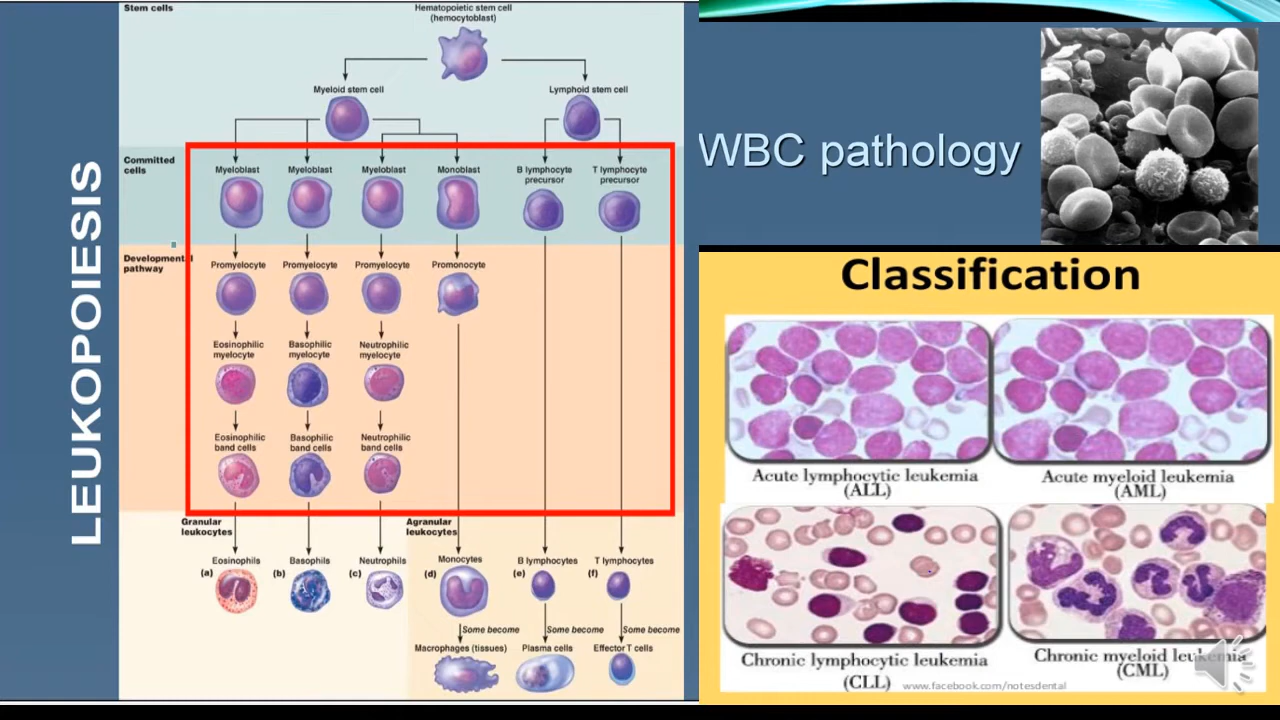 LEUKOPOIESIS
Stem cells
Hematopoietic stem cell
(hemocytoblast)
Myeloid stem cell
Lymphoid stem cell
Committed
cells
Myeloblast
Myeloblast
Myeloblast
Monoblast
B lymphocyte
precursor
T lymphocyte
precursor
Developmental
pathway
Promyelocyte
Promyelocyte
Promyelocyte
Promonocyte
Eosinophilic
myelocyte
Basophilic
myelocyte
Neutrophilic
myelocyte
Eosinophilic
band cells
Basophilic
band cells
Neutrophilic
band cells
Granular
leukocytes
Agranular
leukocytes
Eosinophils
(a)
Basophils
(b)
Neutrophils
(c)
Monocytes
(d)
B lymphocytes
(e)
T lymphocytes
(f)
Some become
Some become
Some become
Macrophages (tissues)
Plasma cells
Effector T cells
WBC pathology
Classification
Acute lymphocytic leukemia
(ALL)
Acute myeloid leukemia
(AML)
Chronic lymphocytic leukemia
(CLL)
Chronic myeloid leukemia
(CML)
www.facebook.com/notesdental